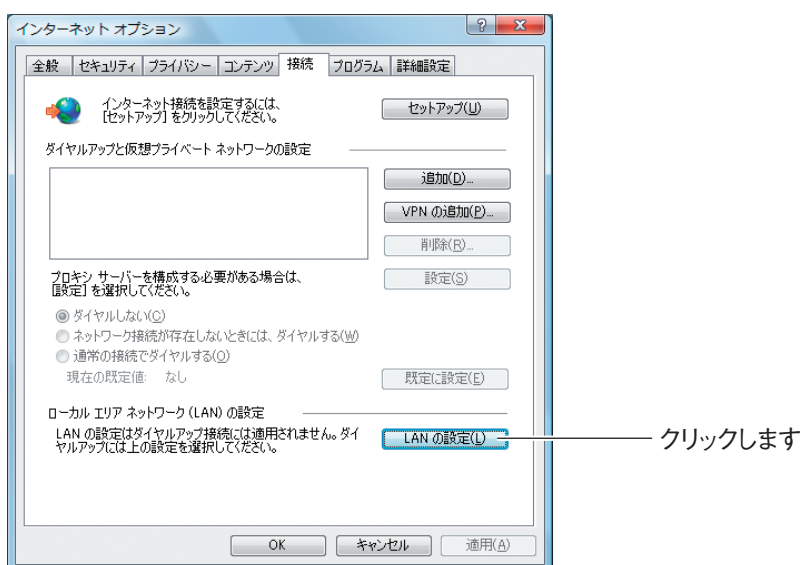 インターネット オプション
全般 セキュリティ プライバシー コンテンツ 接続 プログラム 詳細設定
インターネット接続を設定するには、
[セットアップ] をクリックしてください。
セットアップ(U)
ダイヤルアップと仮想プライベート ネットワークの設定
追加(D)...
VPN の追加(P)...
削除(R)...
プロキシ サーバーを構成する必要がある場合は、
[設定] を選択してください。
設定(S)
ダイヤルしない(C)
ネットワーク接続が存在しないときには、ダイヤルする(W)
通常の接続でダイヤルする(O)
現在の既定値: なし
既定に設定(E)
ローカル エリア ネットワーク (LAN) の設定
LAN の設定はダイヤルアップ接続には適用されません。ダイ
ヤルアップには上の設定を選択してください。
LAN の設定(L)
クリックします
OK キャンセル 適用(A)